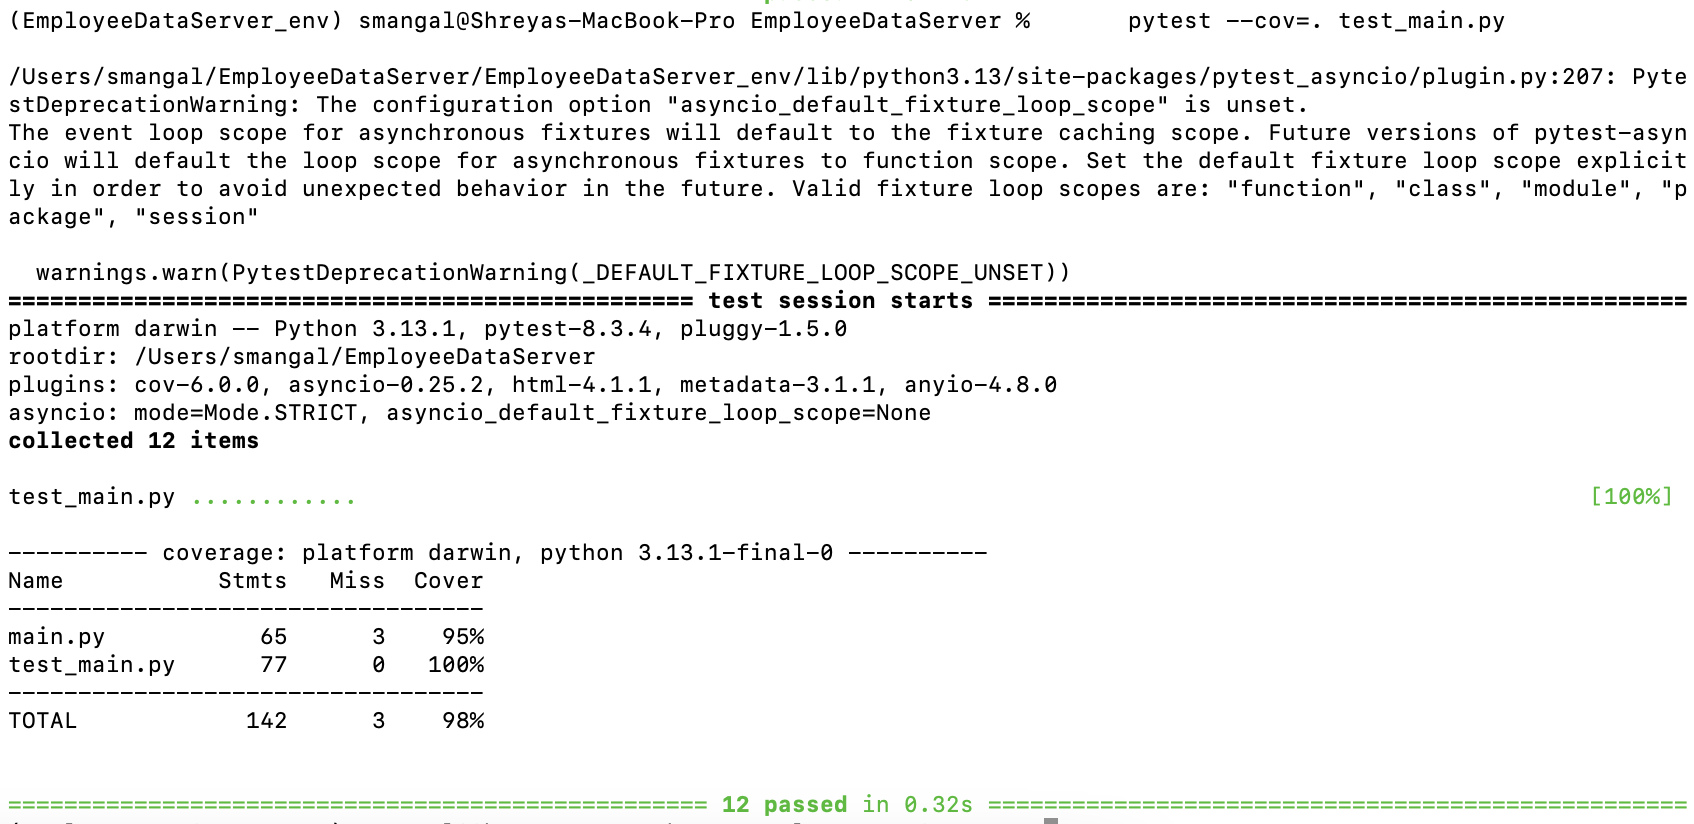 (EmployeeDataServer_env) smangal@Shreyas-MacBook-Pro EmployeeDataServer %       pytest --cov=. test_main.py
/Users/smangal/EmployeeDataServer/EmployeeDataServer_env/lib/python3.13/site-packages/pytest_asyncio/plugin.py:207: Pyte
stDeprecationWarning: The configuration option "asyncio_default_fixture_loop_scope" is unset.
The event loop scope for asynchronous fixtures will default to the fixture caching scope. Future versions of pytest-asyn
cio will default the loop scope for asynchronous fixtures to function scope. Set the default fixture loop scope explicit
ly in order to avoid unexpected behavior in the future. Valid fixture loop scopes are: "function", "class", "module", "p
ackage", "session"
  warnings.warn(PytestDeprecationWarning(_DEFAULT_FIXTURE_LOOP_SCOPE_UNSET))
================================================= test session starts ==================================================
platform darwin -- Python 3.13.1, pytest-8.3.4, pluggy-1.5.0
rootdir: /Users/smangal/EmployeeDataServer
plugins: cov-6.0.0, asyncio-0.25.2, html-4.1.1, metadata-3.1.1, anyio-4.8.0
asyncio: mode=Mode.STRICT, asyncio_default_fixture_loop_scope=None
collected 12 items
test_main.py ............                                                                                        [100%]
---------- coverage: platform darwin, python 3.13.1-final-0 ----------
Name           Stmts   Miss  Cover
----------------------------------
main.py           65      3    95%
test_main.py      77      0   100%
----------------------------------
TOTAL            142      3    98%
================================================== 12 passed in 0.32s ==================================================